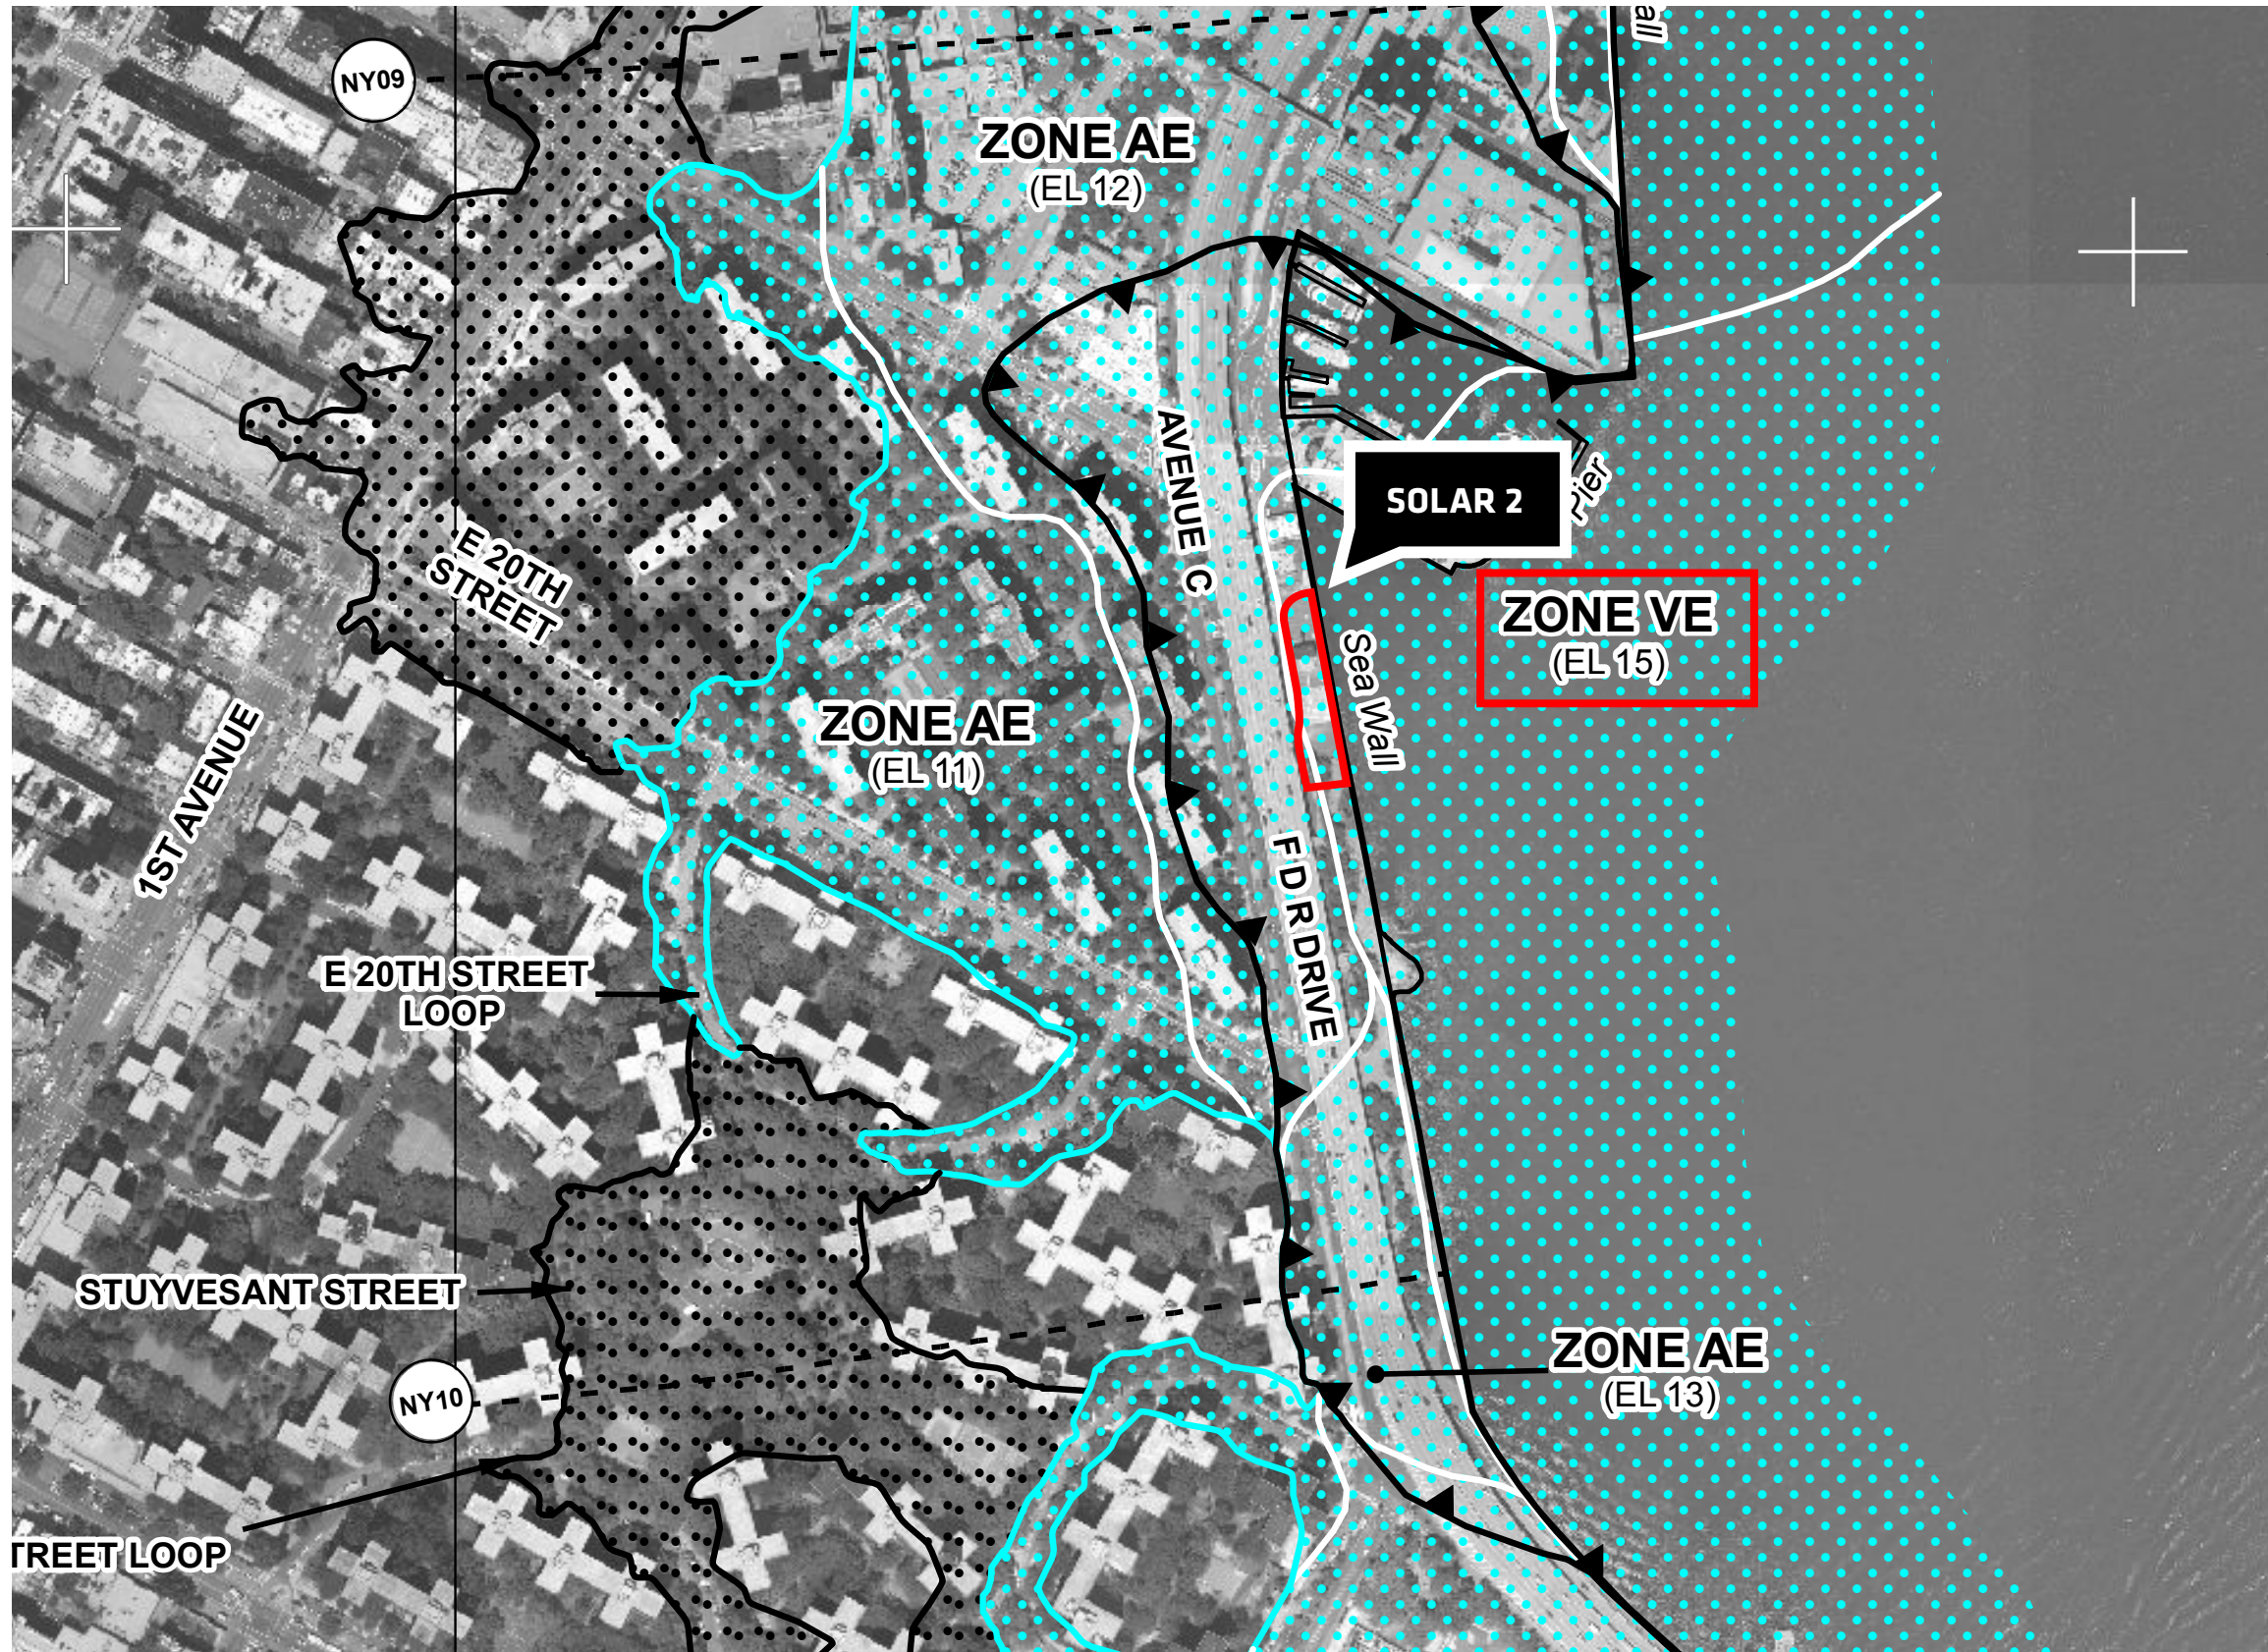 all
NY09
ZONE AE
(EL 12)
AVENUE C
SOLAR 2
Pier
E 20TH
STREET
ZONE VE
(EL 15)
Sea Wall
ZONE AE
(EL 11)
1ST AVENUE
F D R DRIVE
E 20TH STREET
LOOP
STUYVESANT STREET
ZONE AE
(EL 13)
NY10
TREET LOOP